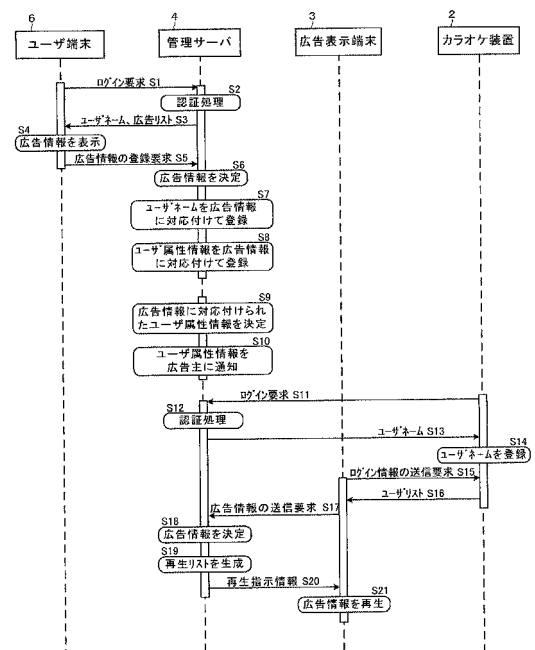 6
4
3
2
ユーザ端末
管理サーバ
広告表示端末
カラオケ装置
ログイン要求 S1
S2
認証処理
ユーザネーム、広告リスト S3
S4
広告情報を表示
広告情報の登録要求 S5
S6
広告情報を決定
S7
ユーザネームを広告情報
に対応付けて登録
S8
ユーザ属性情報を広告情報
に対応付けて登録
S9
広告情報に対応付けられ
たユーザ属性情報を決定
S10
ユーザ属性情報を
広告主に通知
ログイン要求 S11
S12
認証処理
ユーザネーム S13
S14
ユーザネームを登録
ログイン情報の送信要求 S15
ユーザリスト S16
広告情報の送信要求 S17
S18
広告情報を決定
S19
再生リストを生成
再生指示情報 S20
S21
広告情報を再生